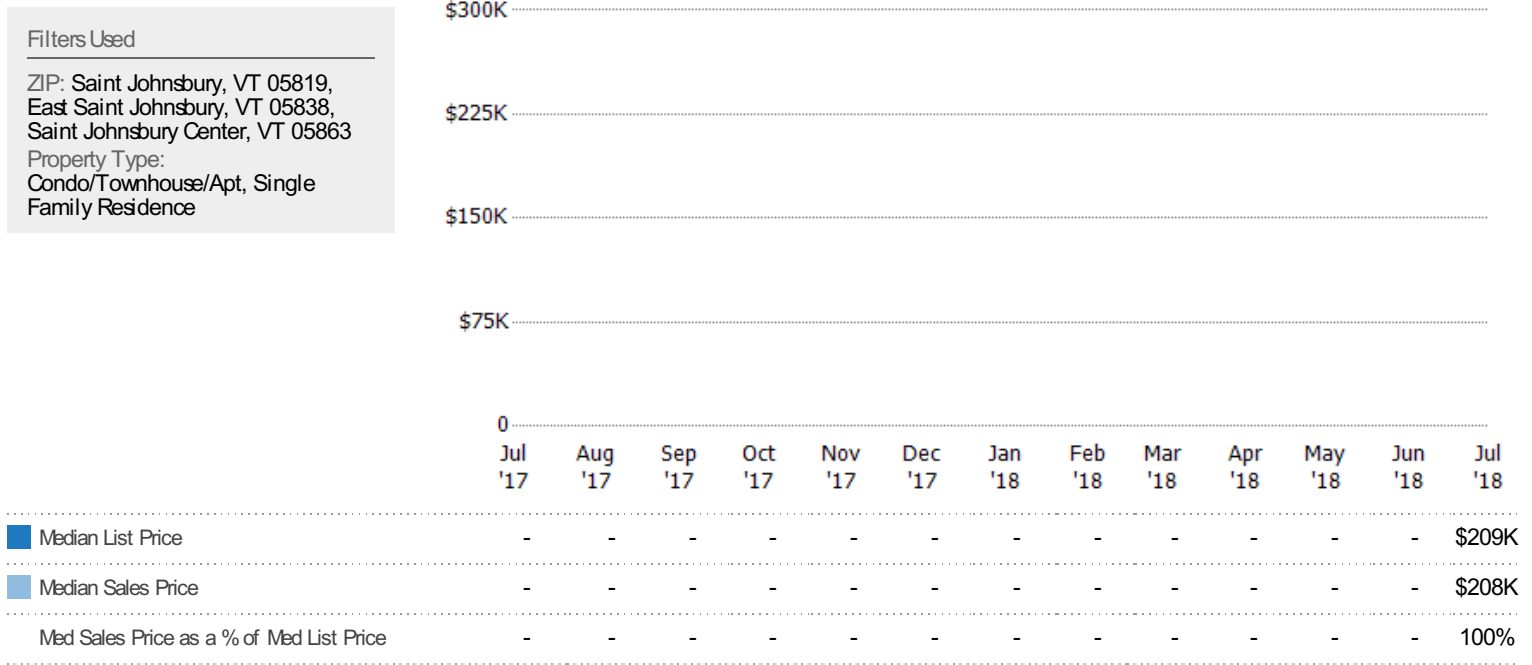 Filters Used
ZIP: Saint Johnsbury, VT 05819,
East Saint Johnsbury, VT 05838,
Saint Johnsbury Center, VT 05863
Property Type:
Condo/Townhouse/Apt, Single
Family Residence
$300K
$225K
$150K
$75K
0
Jul Aug Sep Oct Nov Dec Jan Feb Mar Apr May Jun Jul
'17 '17 '17 '17 '17 '17 '18 '18 '18 '18 '18 '18 '18
Median List Price - - - - - - - - - - - - $209K
Median Sales Price - - - - - - - - - - - - $208K
Med Sales Price as a % of Med List Price - - - - - - - - - - - - 100%